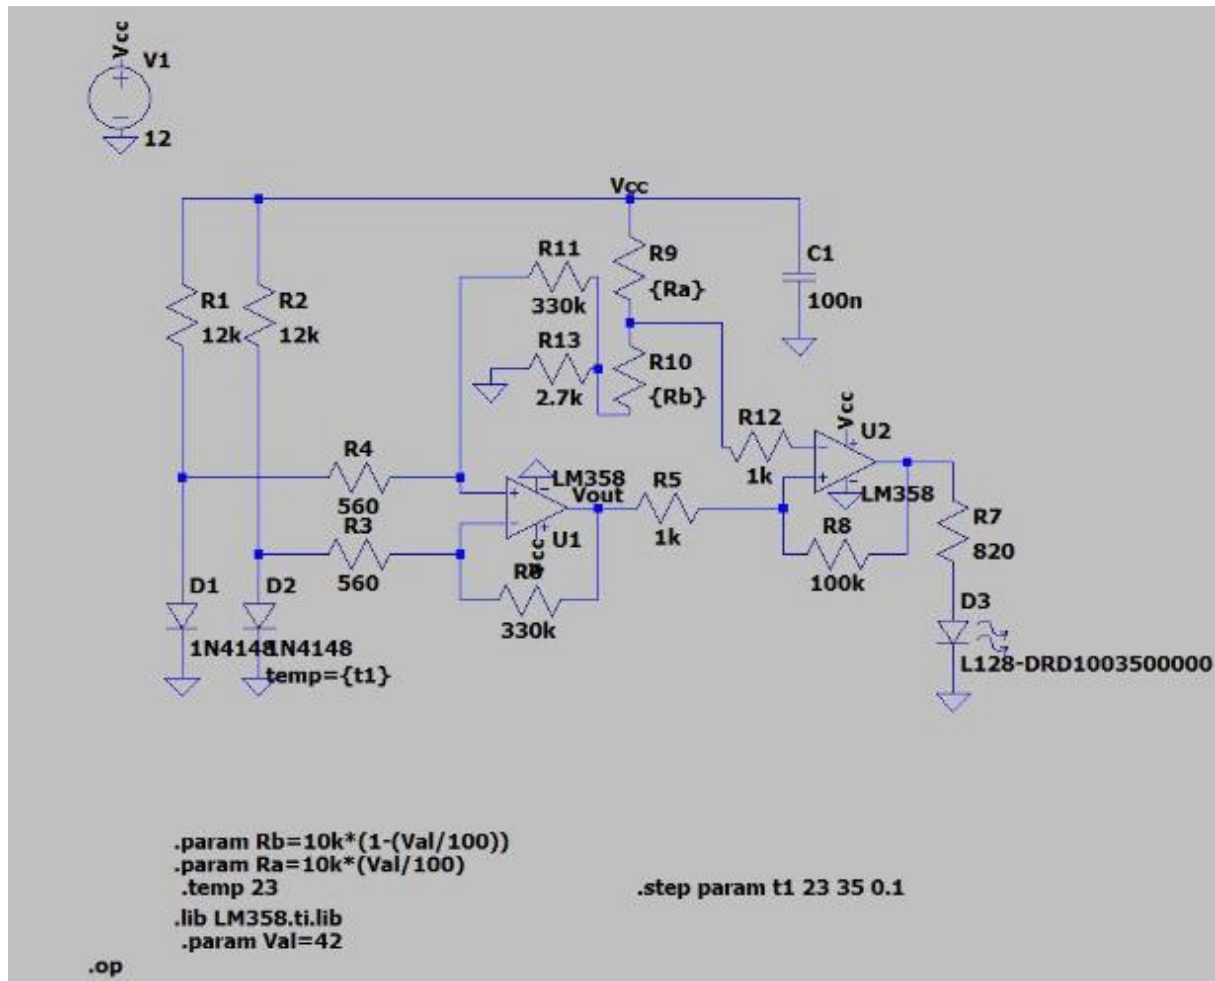 Vcc
V1
12
Vcc
R11
330k
R9
{Ra}
C1
100n
R1
12k
R2
12k
R13
2.7k
R10
{Rb}
R12
1k
Vcc
U2
LM358
R4
560
LM358
Vout
R5
1k
R3
560
U1
Vcc
R8
100k
R7
820
330k
D1
1N4148
D2
1N4148
temp={t1}
D3
L128-DRD1003500000
.param Rb=10k*(1-(Val/100))
.param Ra=10k*(Val/100)
.temp 23
.step param t1 23 35 0.1
.lib LM358.ti.lib
.param Val=42
.op